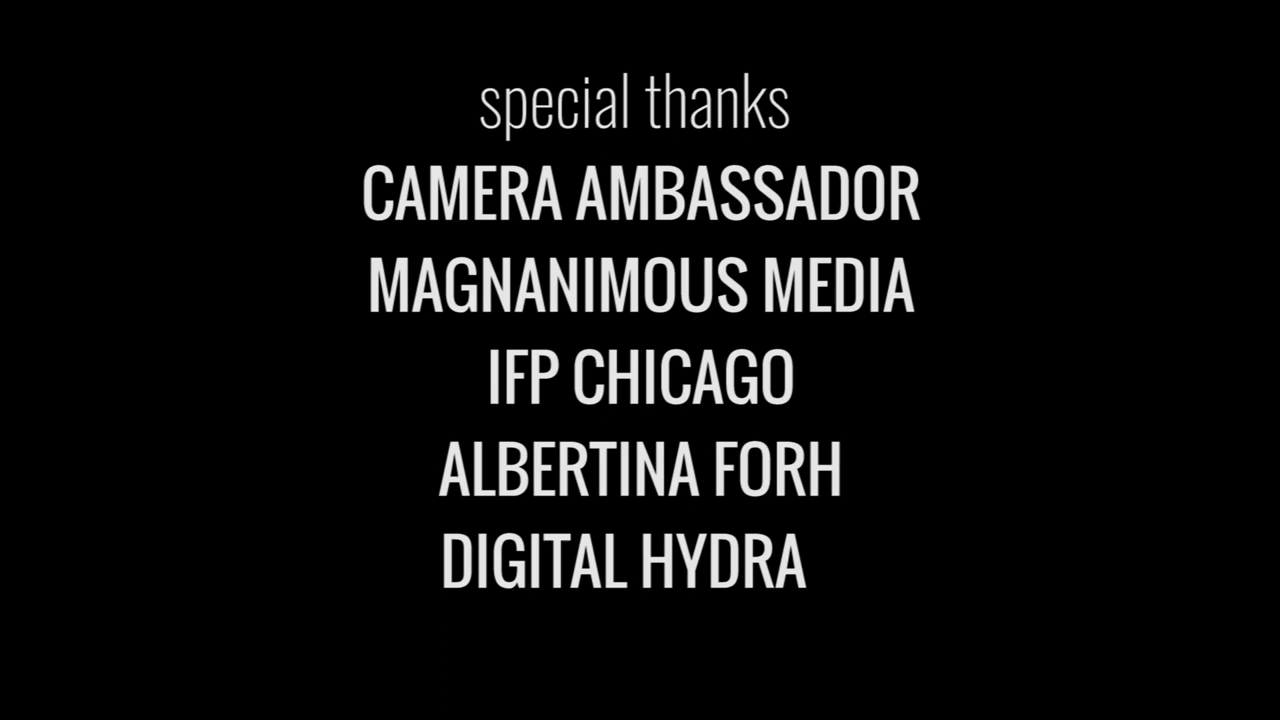 special thanks
CAMERA AMBASSADOR
MAGNANIMOUS MEDIA
IFP CHICAGO
ALBERTINA FORH
DIGITAL HYDRA